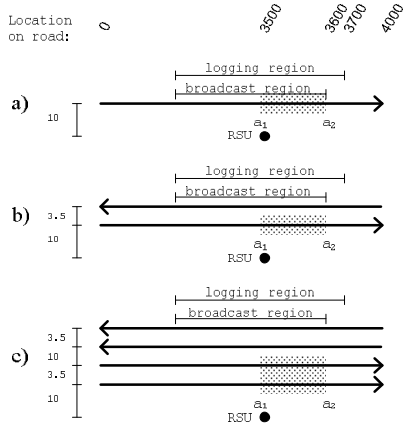 Location
on road:
0
3500
3600
3700
4000
logging region
broadcast region
a)
10
a1
a2
RSU
logging region
broadcast region
b)
3.5
10
a1
a2
RSU
logging region
broadcast region
3.5
c)
10
3.5
10
a1
a2
RSU